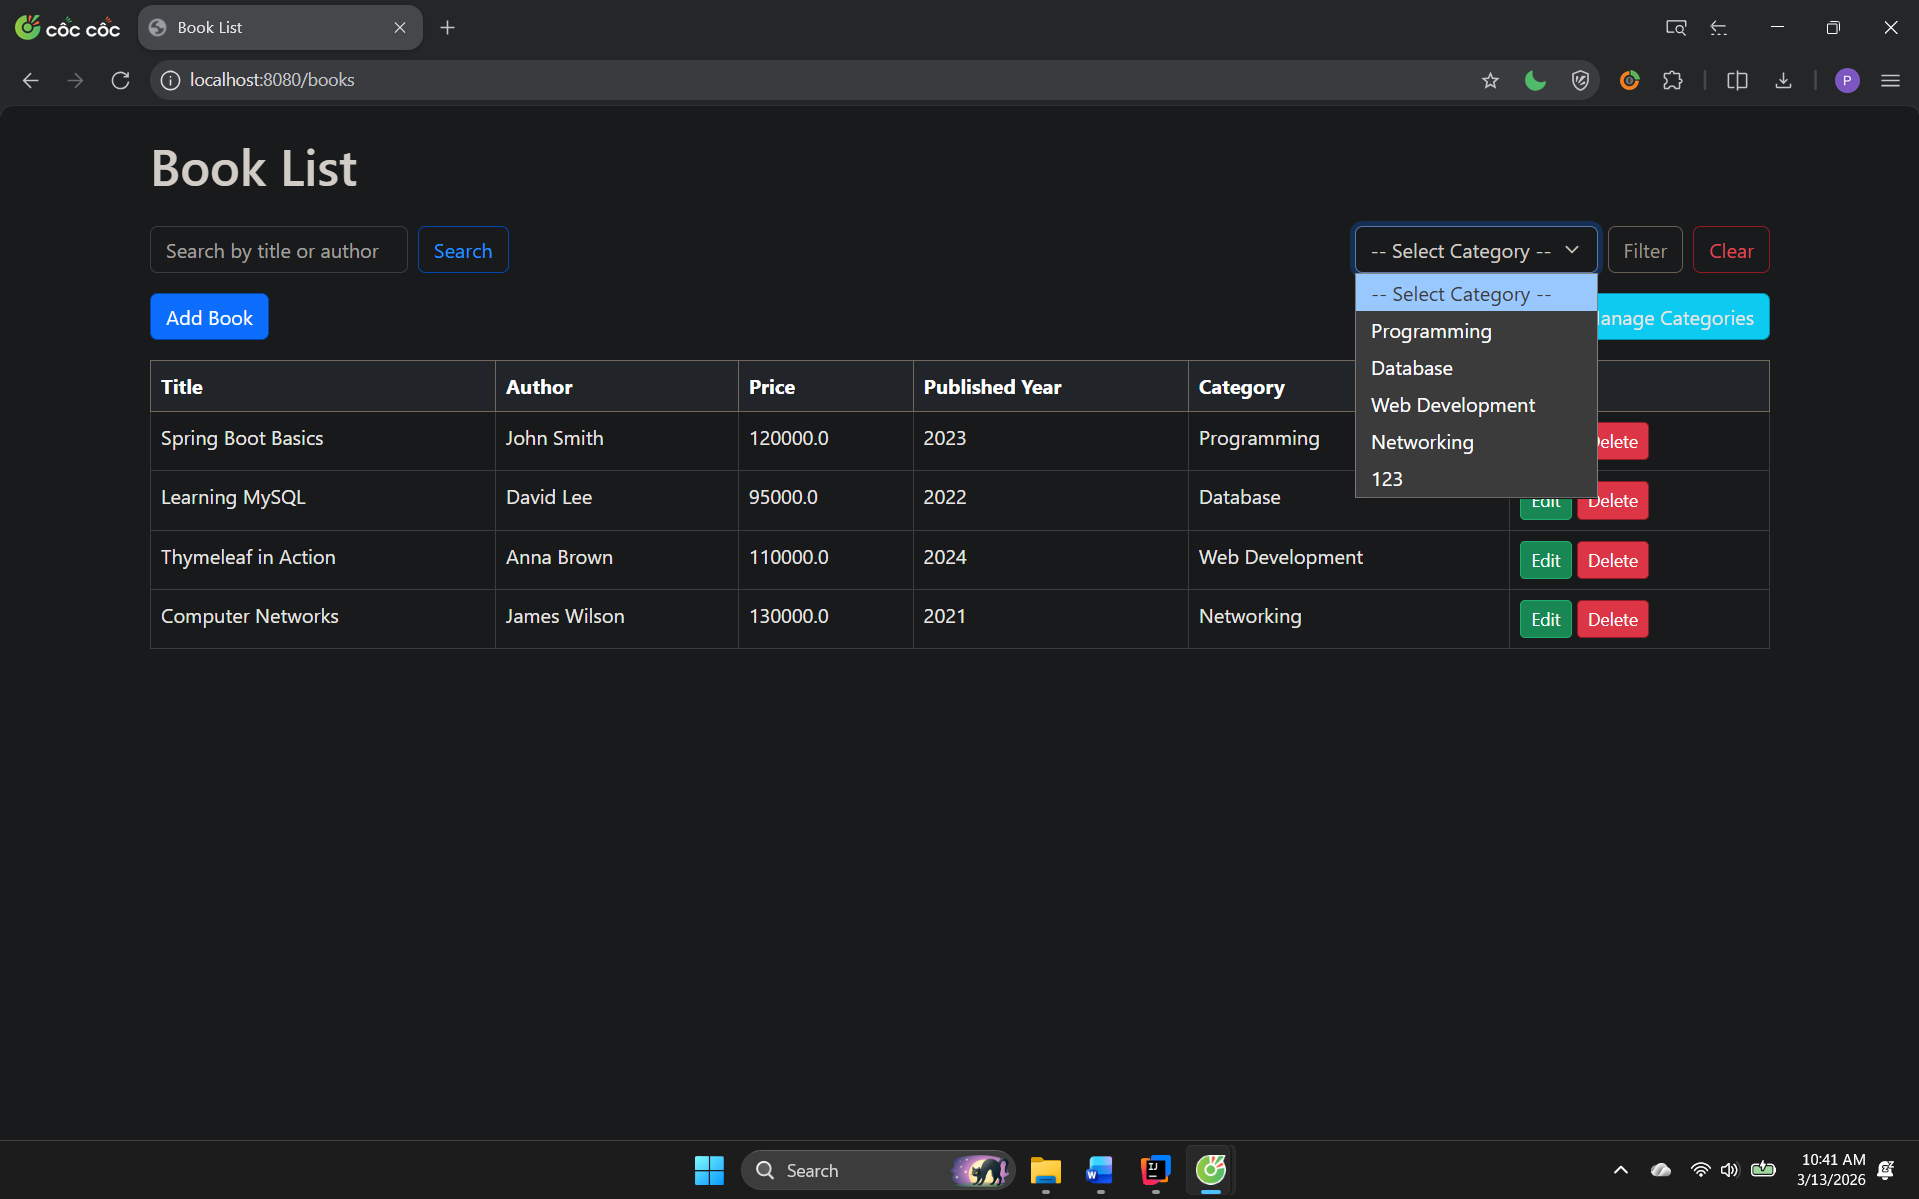 cốc cốc
Book List
localhost:8080/books
P
Book List
Search by title or author
Search
-- Select Category --
Filter
Clear
-- Select Category --
Programming
Database
Web Development
Networking
123
Add Book
anage Categories
Title Author Price Published Year Category
Spring Boot Basics John Smith 120000.0 2023 Programming Delete
Learning MySQL David Lee 95000.0 2022 Database Edit Delete
Thymeleaf in Action Anna Brown 110000.0 2024 Web Development Edit Delete
Computer Networks James Wilson 130000.0 2021 Networking Edit Delete
Search
W
IJ
10:41 AM
3/13/2026